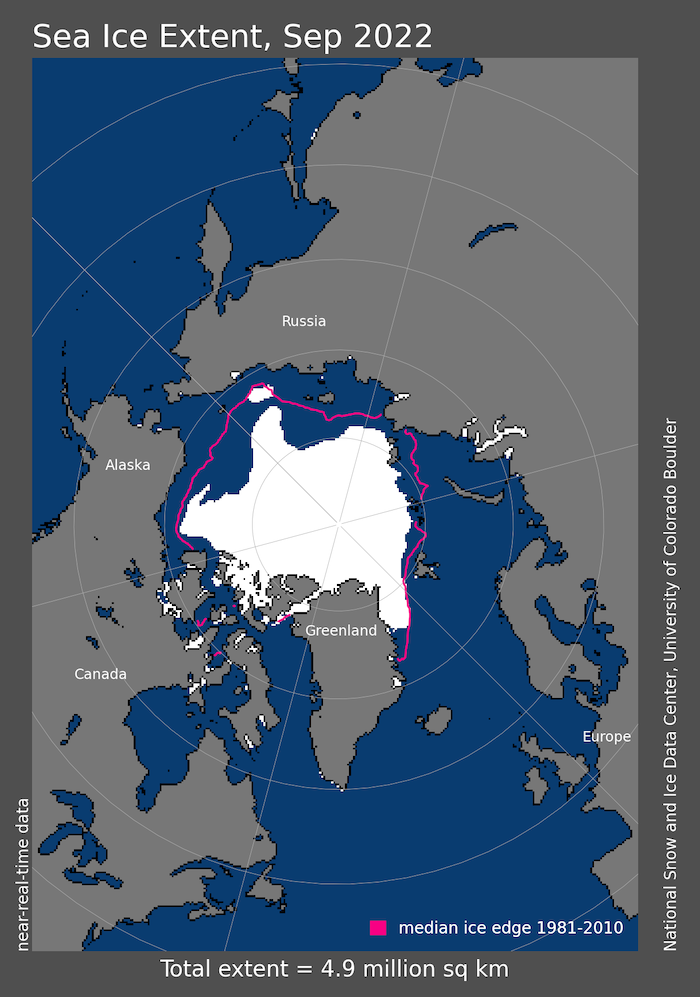 Sea Ice Extent, Sep 2022
Russia
Alaska
Greenland
Canada
Europe
near-real-time data
National Snow and Ice Data Center, University of Colorado Boulder
median ice edge 1981-2010
Total extent = 4.9 million sq km